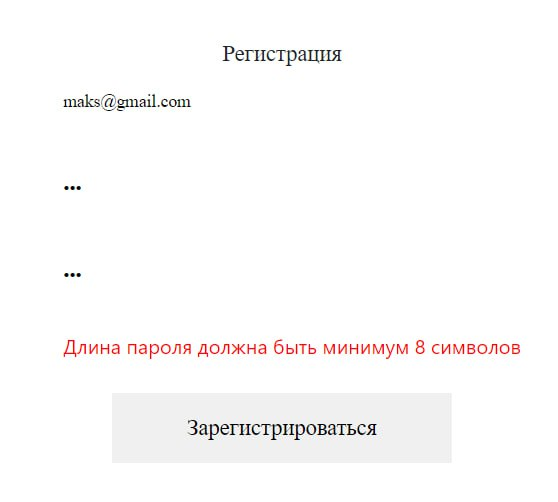 Регистрация
maks@gmail.com
•••
•••
Длина пароля должна быть минимум 8 символов
Зарегистрироваться